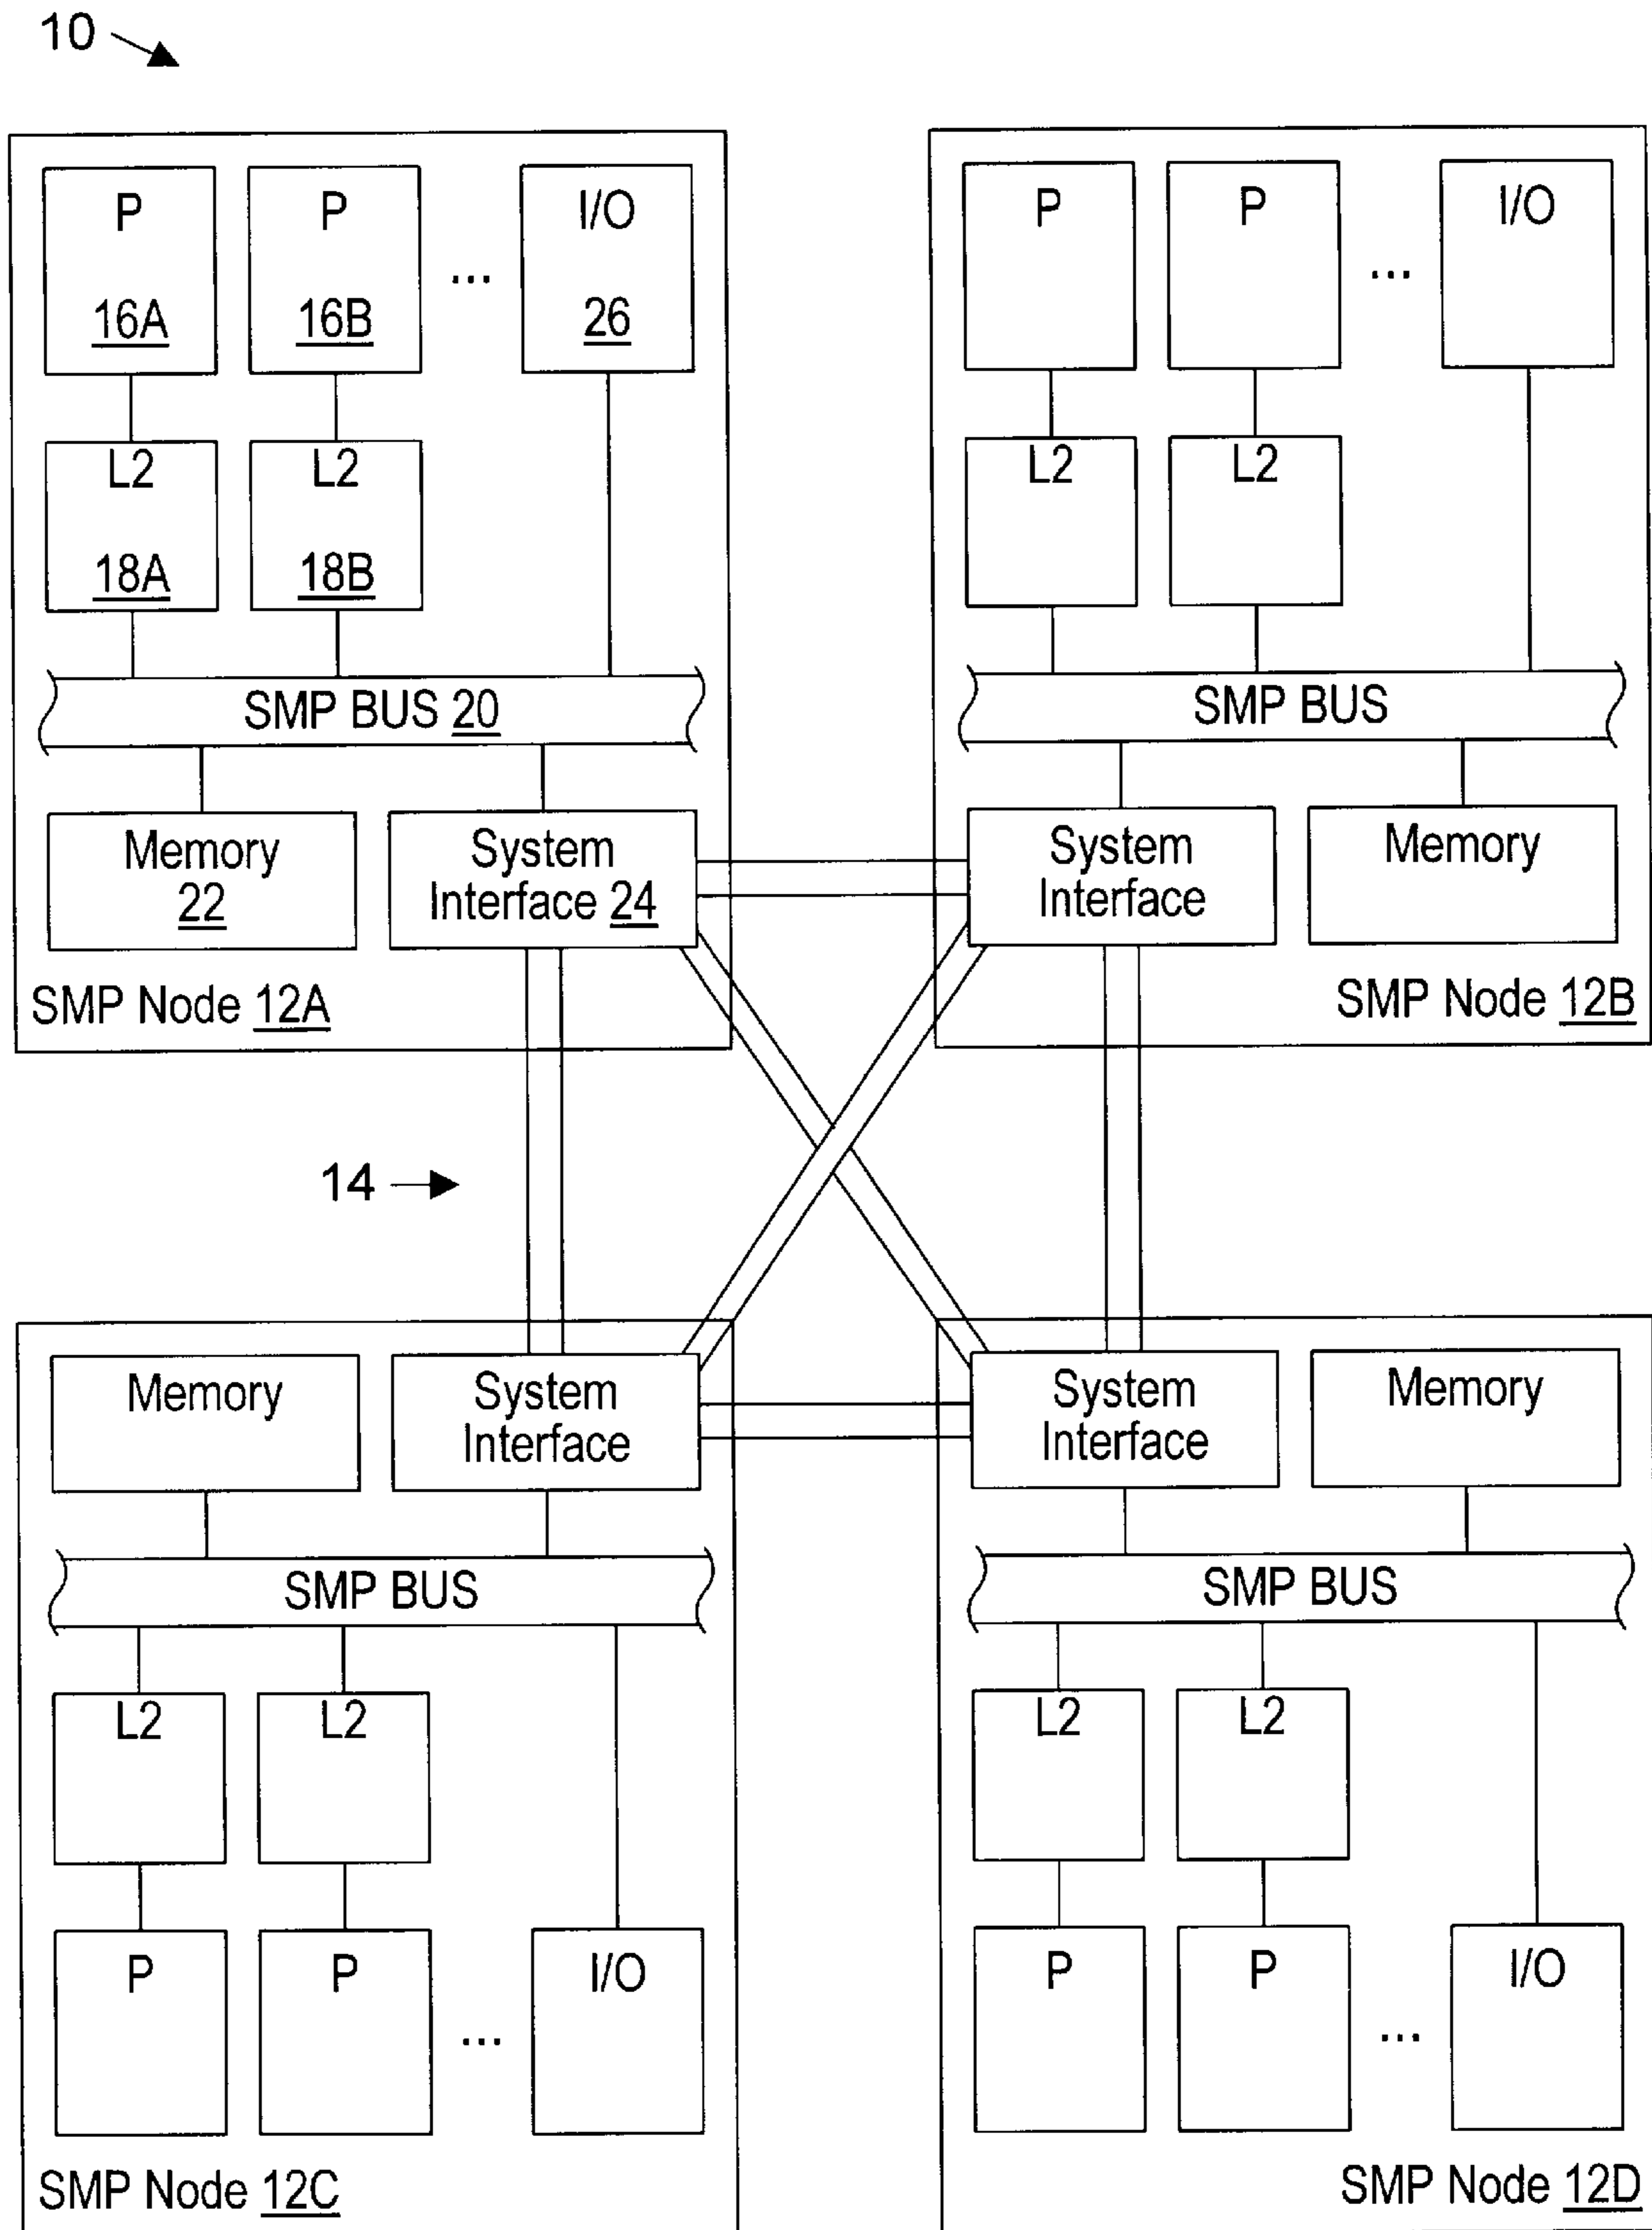 10
P
16A
P
16B
...
I/O
26
L2
18A
L2
18B
SMP BUS 20
Memory
22
System
Interface 24
SMP Node 12A
P
P
...
I/O
L2
L2
SMP BUS
System
Interface
Memory
SMP Node 12B
14
Memory
System
Interface
SMP BUS
L2
L2
P
P
...
I/O
SMP Node 12C
System
Interface
Memory
SMP BUS
L2
L2
P
P
...
I/O
SMP Node 12D